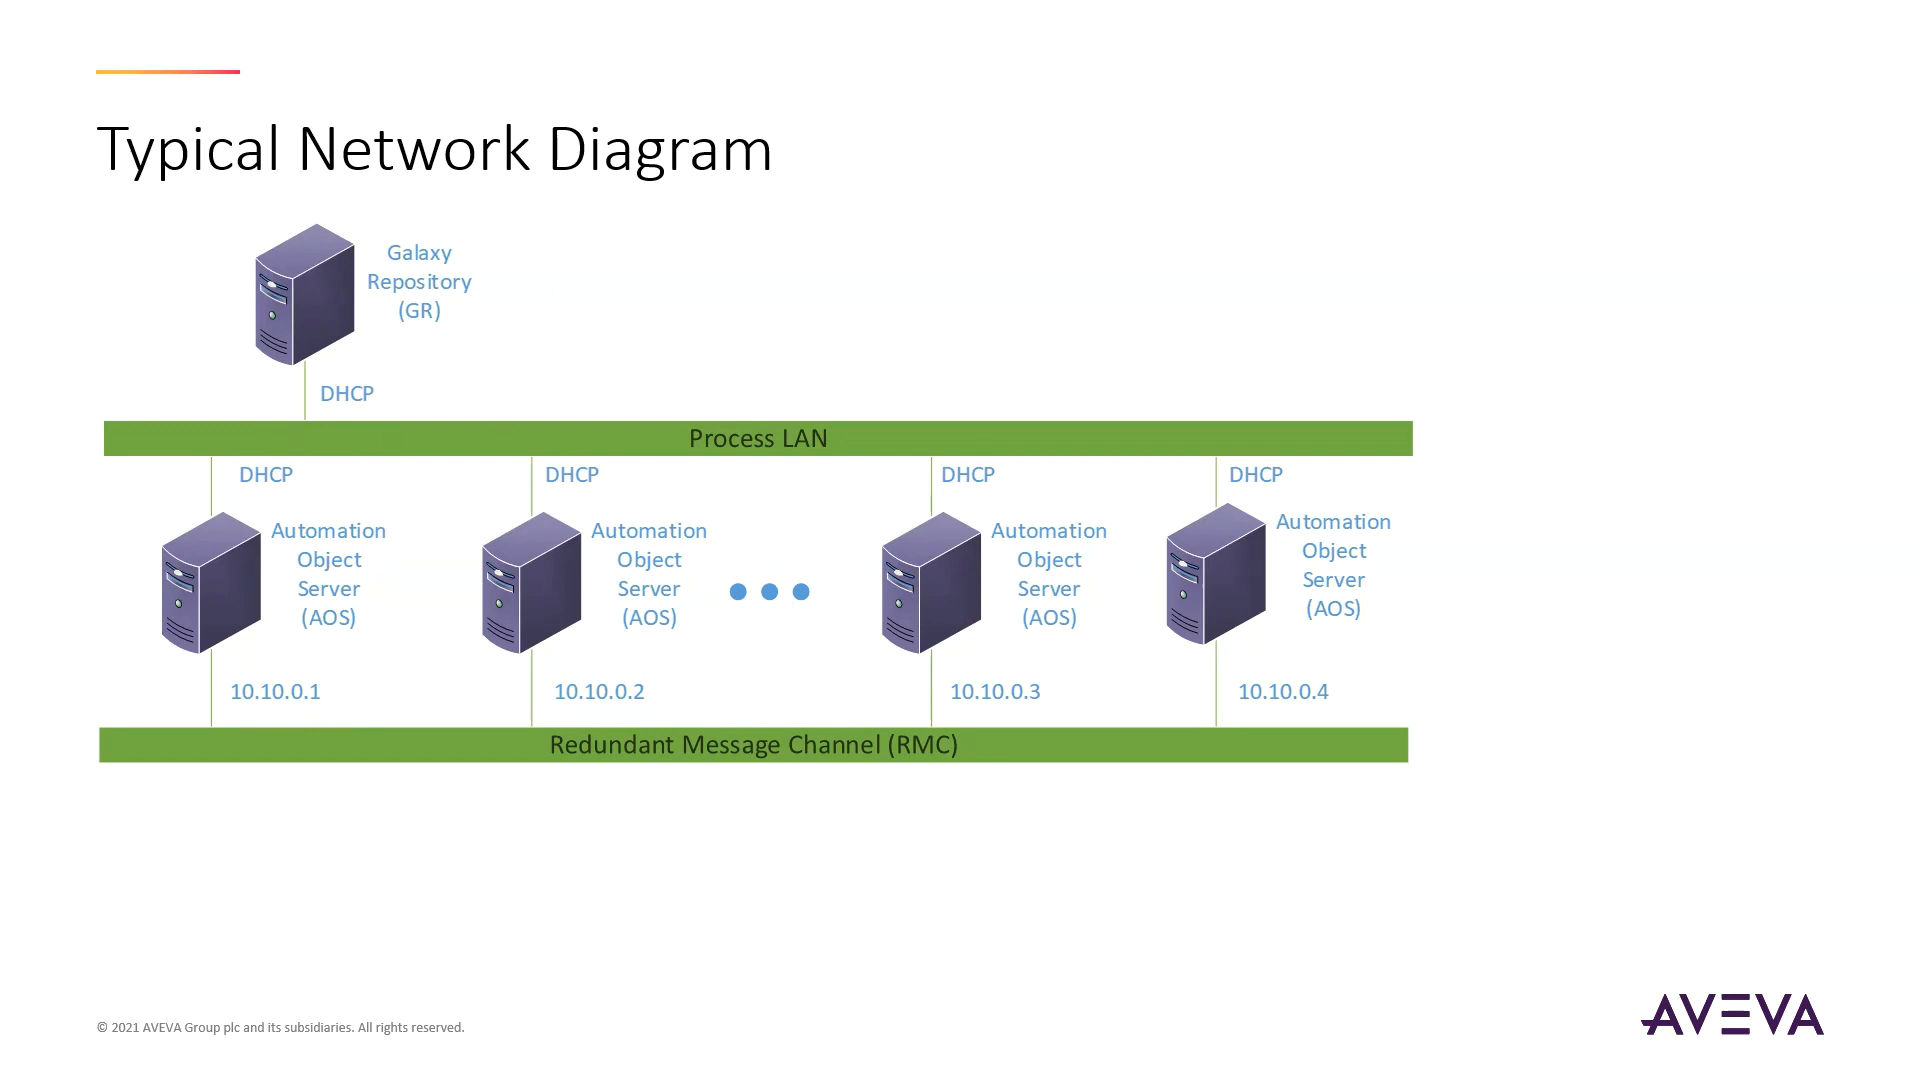 Typical Network Diagram
Galaxy
Repository
(GR)
DHCP
Process LAN
DHCP
DHCP
DHCP
DHCP
Automation
Object
Server
(AOS)
Automation
Object
Server
(AOS)
Automation
Object
Server
(AOS)
Automation
Object
Server
(AOS)
10.10.0.1
10.10.0.2
10.10.0.3
10.10.0.4
Redundant Message Channel (RMC)
© 2021 AVEVA Group plc and its subsidiaries. All rights reserved.
AVEVA